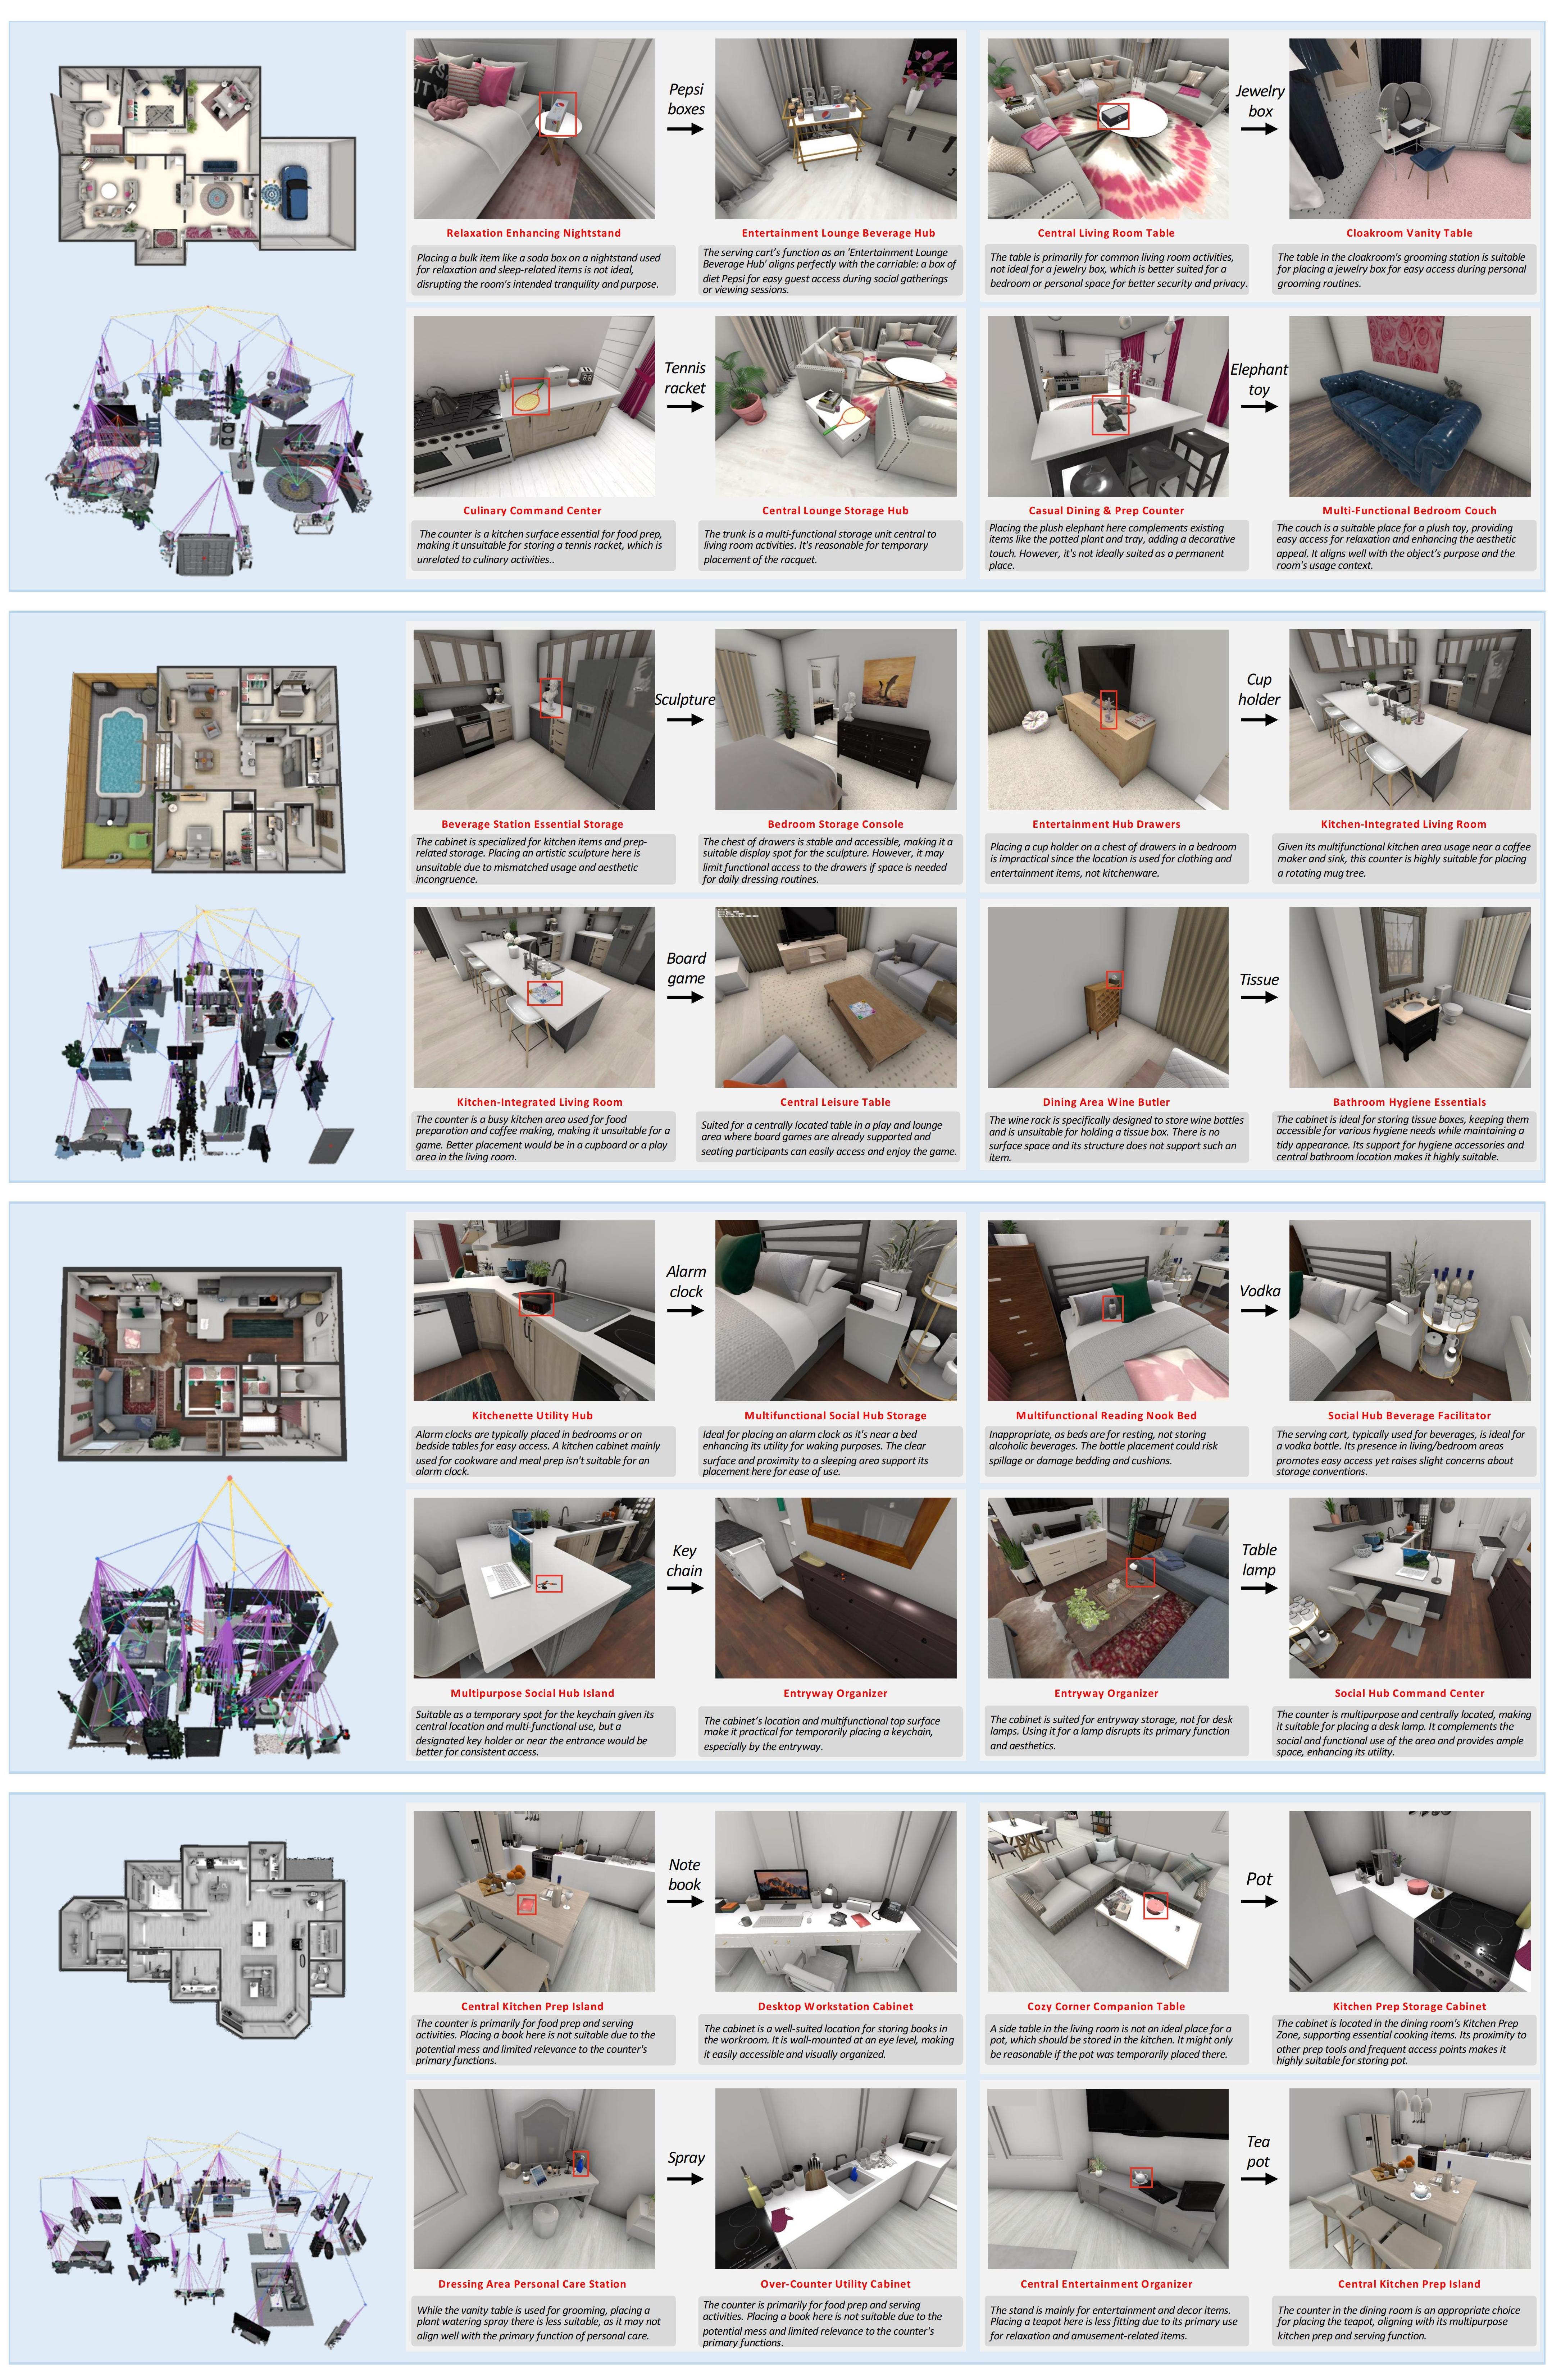 Pepsi
boxes
Relaxation Enhancing Nightstand
Placing a bulk item like a soda box on a nightstand used
for relaxation and sleep-related items is not ideal,
disrupting the room's intended tranquility and purpose.
Entertainment Lounge Beverage Hub
The serving cart's function as an 'Entertainment Lounge
Beverage Hub' aligns perfectly with the carriable: a box of
diet Pepsi for easy guest access during social gatherings
or viewing sessions.
Jewelry
box
Central Living Room Table
The table is primarily for common living room activities,
not ideal for a jewelry box, which is better suited for a
bedroom or personal space for better security and privacy.
Cloakroom Vanity Table
The table in the cloakroom's grooming station is suitable
for placing a jewelry box for easy access during personal
grooming routines.
Tennis
racket
Culinary Command Center
The counter is a kitchen surface essential for food prep,
making it unsuitable for storing a tennis racket, which is
unrelated to culinary activities..
Central Lounge Storage Hub
The trunk is a multi-functional storage unit central to
living room activities. It's reasonable for temporary
placement of the racquet.
Elephant
toy
Casual Dining & Prep Counter
Placing the plush elephant here complements existing
items like the potted plant and tray, adding a decorative
touch. However, it's not ideally suited as a permanent
place.
Multi-Functional Bedroom Couch
The couch is a suitable place for a plush toy, providing
easy access for relaxation and enhancing the aesthetic
appeal. It aligns well with the object's purpose and the
room's usage context.
Sculpture
Beverage Station Essential Storage
The cabinet is specialized for kitchen items and prep-
related storage. Placing an artistic sculpture here is
unsuitable due to mismatched usage and aesthetic
incongruence.
Bedroom Storage Console
The chest of drawers is stable and accessible, making it a
suitable display spot for the sculpture. However, it may
limit functional access to the drawers if space is needed
for daily dressing routines.
Cup
holder
Entertainment Hub Drawers
Placing a cup holder on a chest of drawers in a bedroom
is impractical since the location is used for clothing and
entertainment items, not kitchenware.
Kitchen-Integrated Living Room
Given its multifunctional kitchen area usage near a coffee
maker and sink, this counter is highly suitable for placing
a rotating mug tree.
Board
game
Kitchen-Integrated Living Room
The counter is a busy kitchen area used for food
preparation and coffee making, making it unsuitable for a
game. Better placement would be in a cupboard or a play
area in the living room.
Central Leisure Table
Suited for a centrally located table in a play and lounge
area where board games are already supported and
seating participants can easily access and enjoy the game.
Tissue
Dining Area Wine Butler
The wine rack is specifically designed to store wine bottles
and is unsuitable for holding a tissue box. There is no
surface space and its structure does not support such an
item.
Bathroom Hygiene Essentials
The cabinet is ideal for storing tissue boxes, keeping them
accessible for various hygiene needs while maintaining a
tidy appearance. Its support for hygiene accessories and
central bathroom location makes it highly suitable.
Alarm
clock
Kitchenette Utility Hub
Alarm clocks are typically placed in bedrooms or on
bedside tables for easy access. A kitchen cabinet mainly
used for cookware and meal prep isn't suitable for an
alarm clock.
Multifunctional Social Hub Storage
Ideal for placing an alarm clock as it's near a bed
enhancing its utility for waking purposes. The clear
surface and proximity to a sleeping area support its
placement here for ease of use.
Vodka
Multifunctional Reading Nook Bed
Inappropriate, as beds are for resting, not storing
alcoholic beverages. The bottle placement could risk
spillage or damage bedding and cushions.
Social Hub Beverage Facilitator
The serving cart, typically used for beverages, is ideal for
a vodka bottle. Its presence in living/bedroom areas
promotes easy access yet raises slight concerns about
storage conventions.
Key
chain
Multipurpose Social Hub Island
Suitable as a temporary spot for the keychain given its
central location and multi-functional use, but a
designated key holder or near the entrance would be
better for consistent access.
Entryway Organizer
The cabinet's location and multifunctional top surface
make it practical for temporarily placing a keychain,
especially by the entryway.
Table
lamp
Entryway Organizer
The cabinet is suited for entryway storage, not for desk
lamps. Using it for a lamp disrupts its primary function
and aesthetics.
Social Hub Command Center
The counter is multipurpose and centrally located, making
it suitable for placing a desk lamp. It complements the
social and functional use of the area and provides ample
space, enhancing its utility.
Note
book
Central Kitchen Prep Island
The counter is primarily for food prep and serving
activities. Placing a book here is not suitable due to the
potential mess and limited relevance to the counter's
primary functions.
Desktop Workstation Cabinet
The cabinet is a well-suited location for storing books in
the workroom. It is wall-mounted at an eye level, making
it easily accessible and visually organized.
Pot
Cozy Corner Companion Table
A side table in the living room is not an ideal place for a
pot, which should be stored in the kitchen. It might only
be reasonable if the pot was temporarily placed there.
Kitchen Prep Storage Cabinet
The cabinet is located in the dining room's Kitchen Prep
Zone, supporting essential cooking items. Its proximity to
other prep tools and frequent access points makes it
highly suitable for storing pot.
Spray
Dressing Area Personal Care Station
While the vanity table is used for grooming, placing a
plant watering spray there is less suitable, as it may not
align well with the primary function of personal care.
Over-Counter Utility Cabinet
The counter is primarily for food prep and serving
activities. Placing a book here is not suitable due to the
potential mess and limited relevance to the counter's
primary functions.
Tea
pot
Central Entertainment Organizer
The stand is mainly for entertainment and decor items.
Placing a teapot here is less fitting due to its primary use
for relaxation and amusement-related items.
Central Kitchen Prep Island
The counter in the dining room is an appropriate choice
for placing the teapot, aligning with its multipurpose
kitchen prep and serving function.